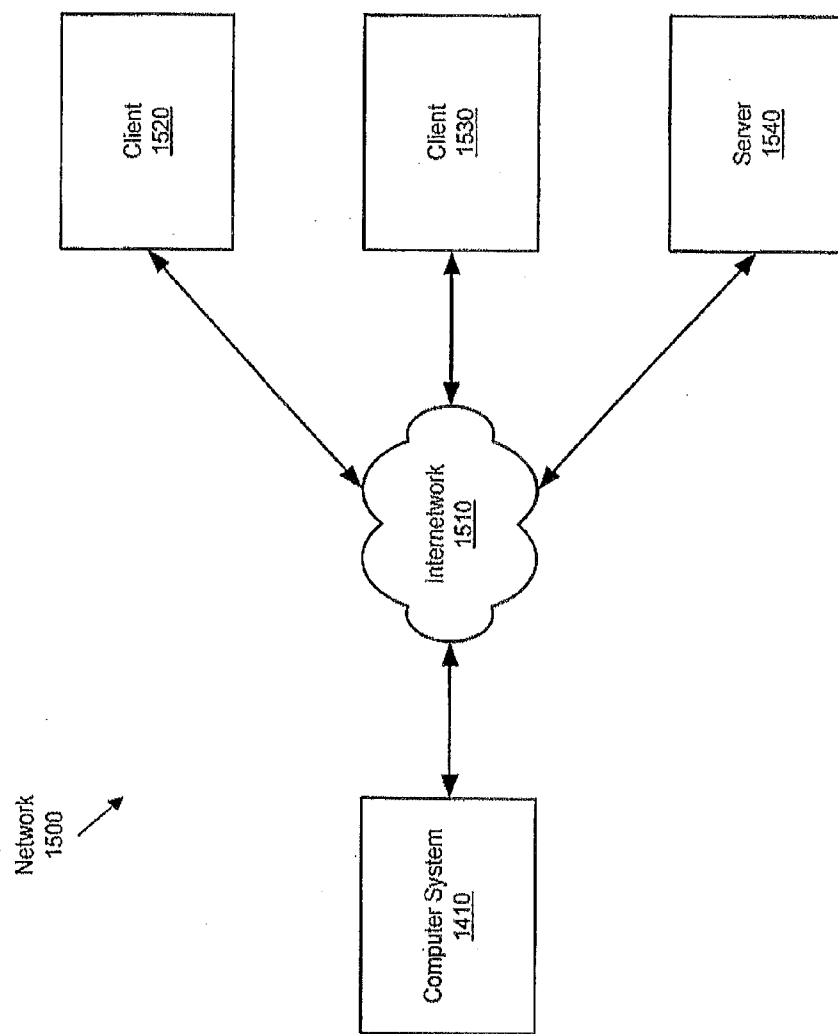 Network
1500
Computer System
1410
Internetwork
1510
Client
1520
Client
1530
Server
1540